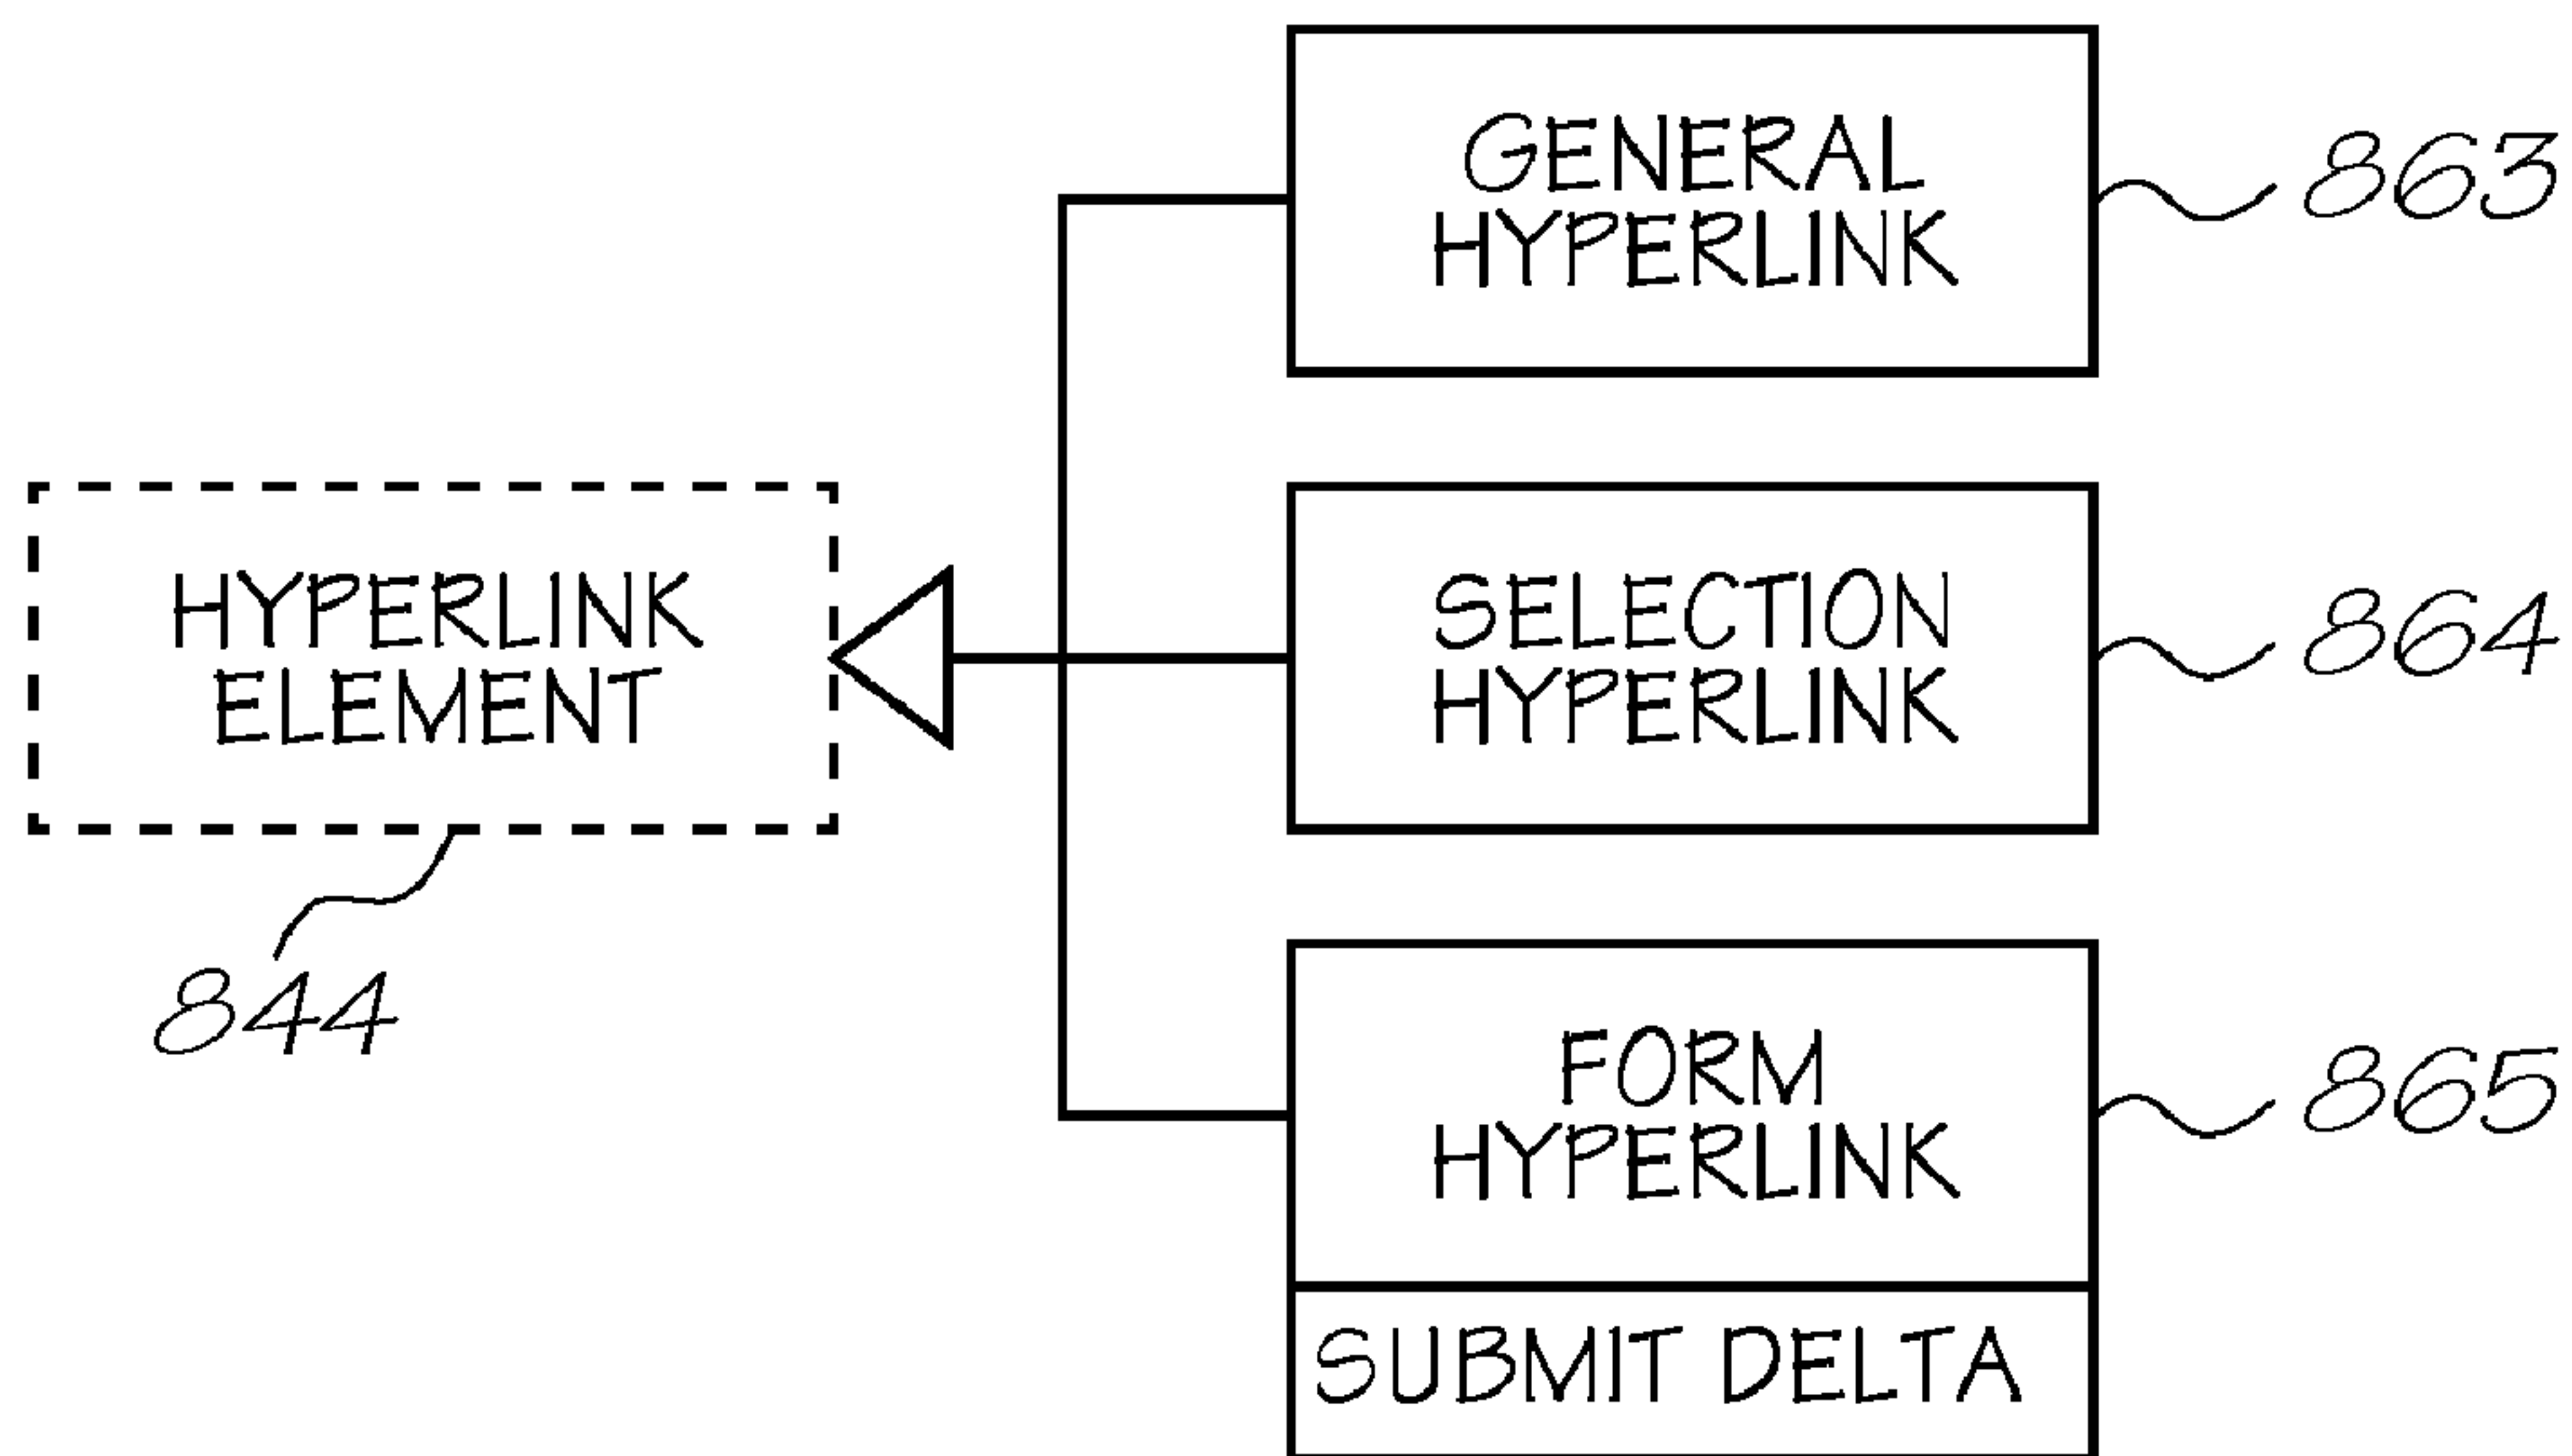 GENERAL
HYPERLINK
863
HYPERLINK
ELEMENT
844
SELECTION
HYPERLINK
864
FORM
HYPERLINK
865
SUBMIT DELTA